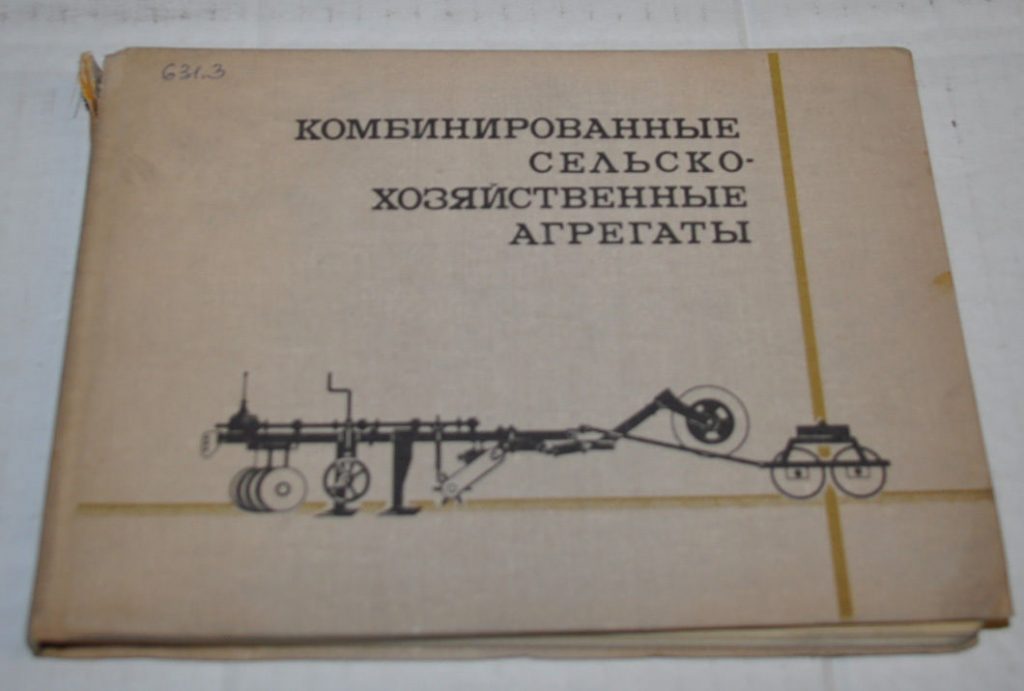 631.3
КОМБИНИРОВАННЫЕ
СЕЛЬСКО-
ХОЗЯЙСТВЕННЫЕ
АГРЕГАТЫ